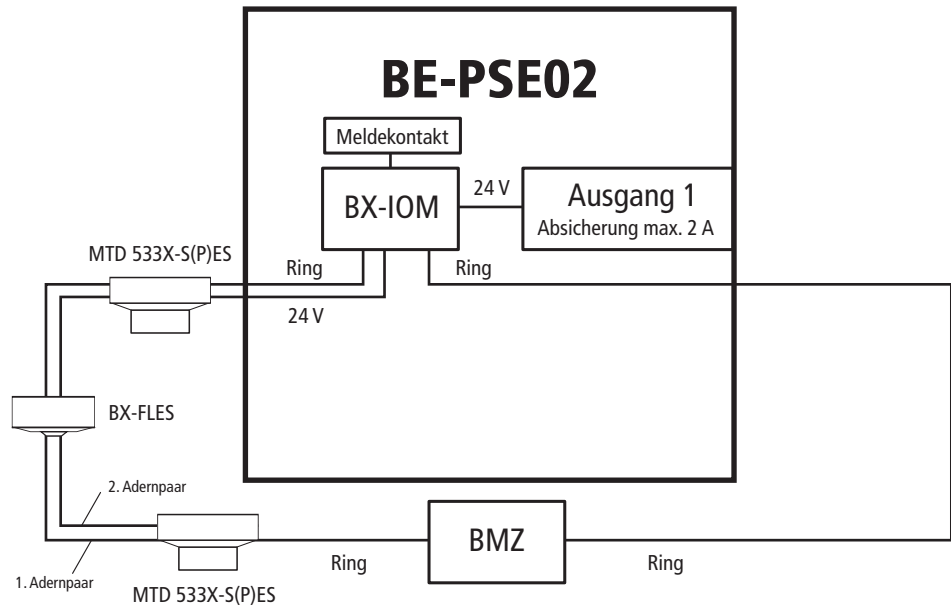 BE-PSE02
Meldekontakt
BX-IOM
24 V
Ausgang 1
Absicherung max. 2 A
MTD 533X-S(P)ES
Ring
Ring
24 V
BX-FLES
2. Adernpaar
1. Adernpaar
MTD 533X-S(P)ES
Ring
BMZ
Ring